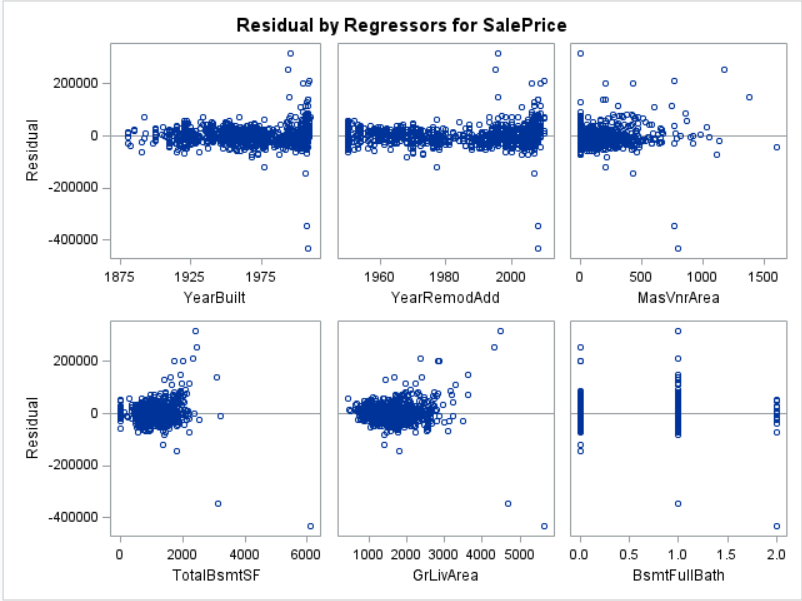 Residual by Regressors for SalePrice
Residual
200000
0
-200000
-400000
1875 1925 1975
YearBuilt
1960 1980 2000
YearRemodAdd
0 500 1000 1500
MasVnrArea
Residual
200000
0
-200000
-400000
0 2000 4000 6000
TotalBsmtSF
1000 2000 3000 4000 5000
GrLivArea
0.0 0.5 1.0 1.5 2.0
BsmtFullBath